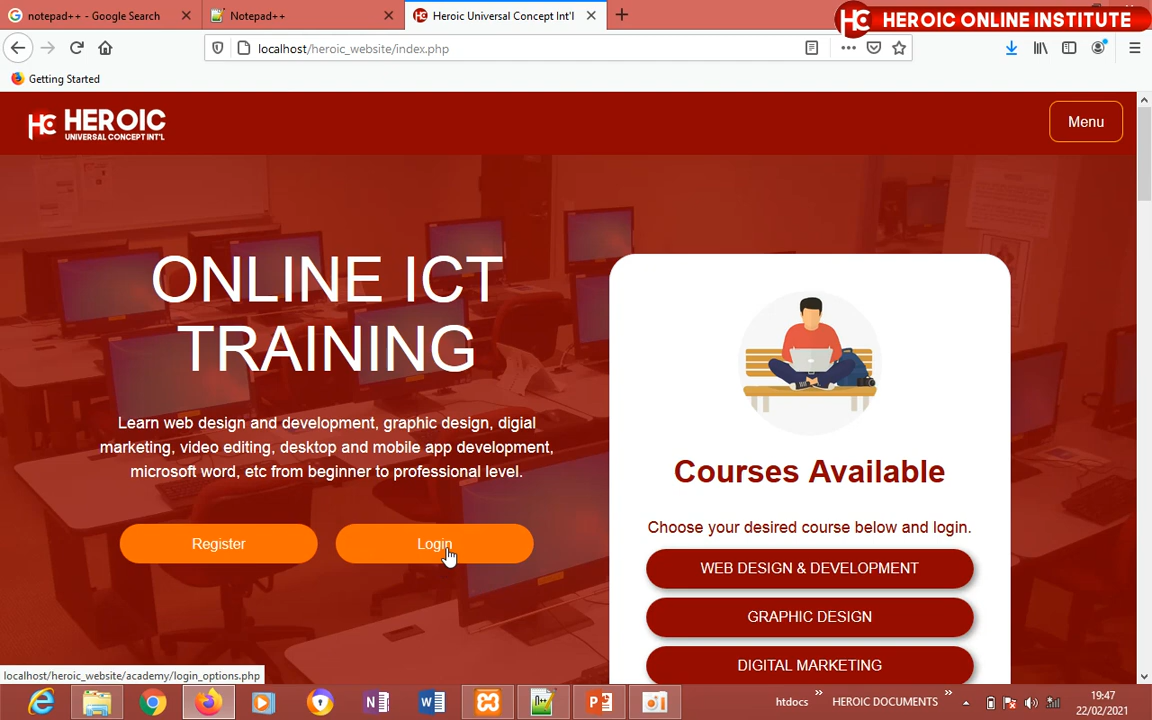 notepad++ - Google Search
Notepad++
Heroic Universal Concept Int'l
HC HEROIC ONLINE INSTITUTE
localhost/heroic_website/index.php
Getting Started
HC HEROIC
UNIVERSAL CONCEPT INT'L
Menu
ONLINE ICT
TRAINING
Learn web design and development, graphic design, digial
marketing, video editing, desktop and mobile app development,
microsoft word, etc from beginner to professional level.
Register
Login
Courses Available
Choose your desired course below and login.
WEB DESIGN & DEVELOPMENT
GRAPHIC DESIGN
DIGITAL MARKETING
localhost/heroic_website/academy/login_options.php
htdocs
HEROIC DOCUMENTS
19:47
22/02/2021